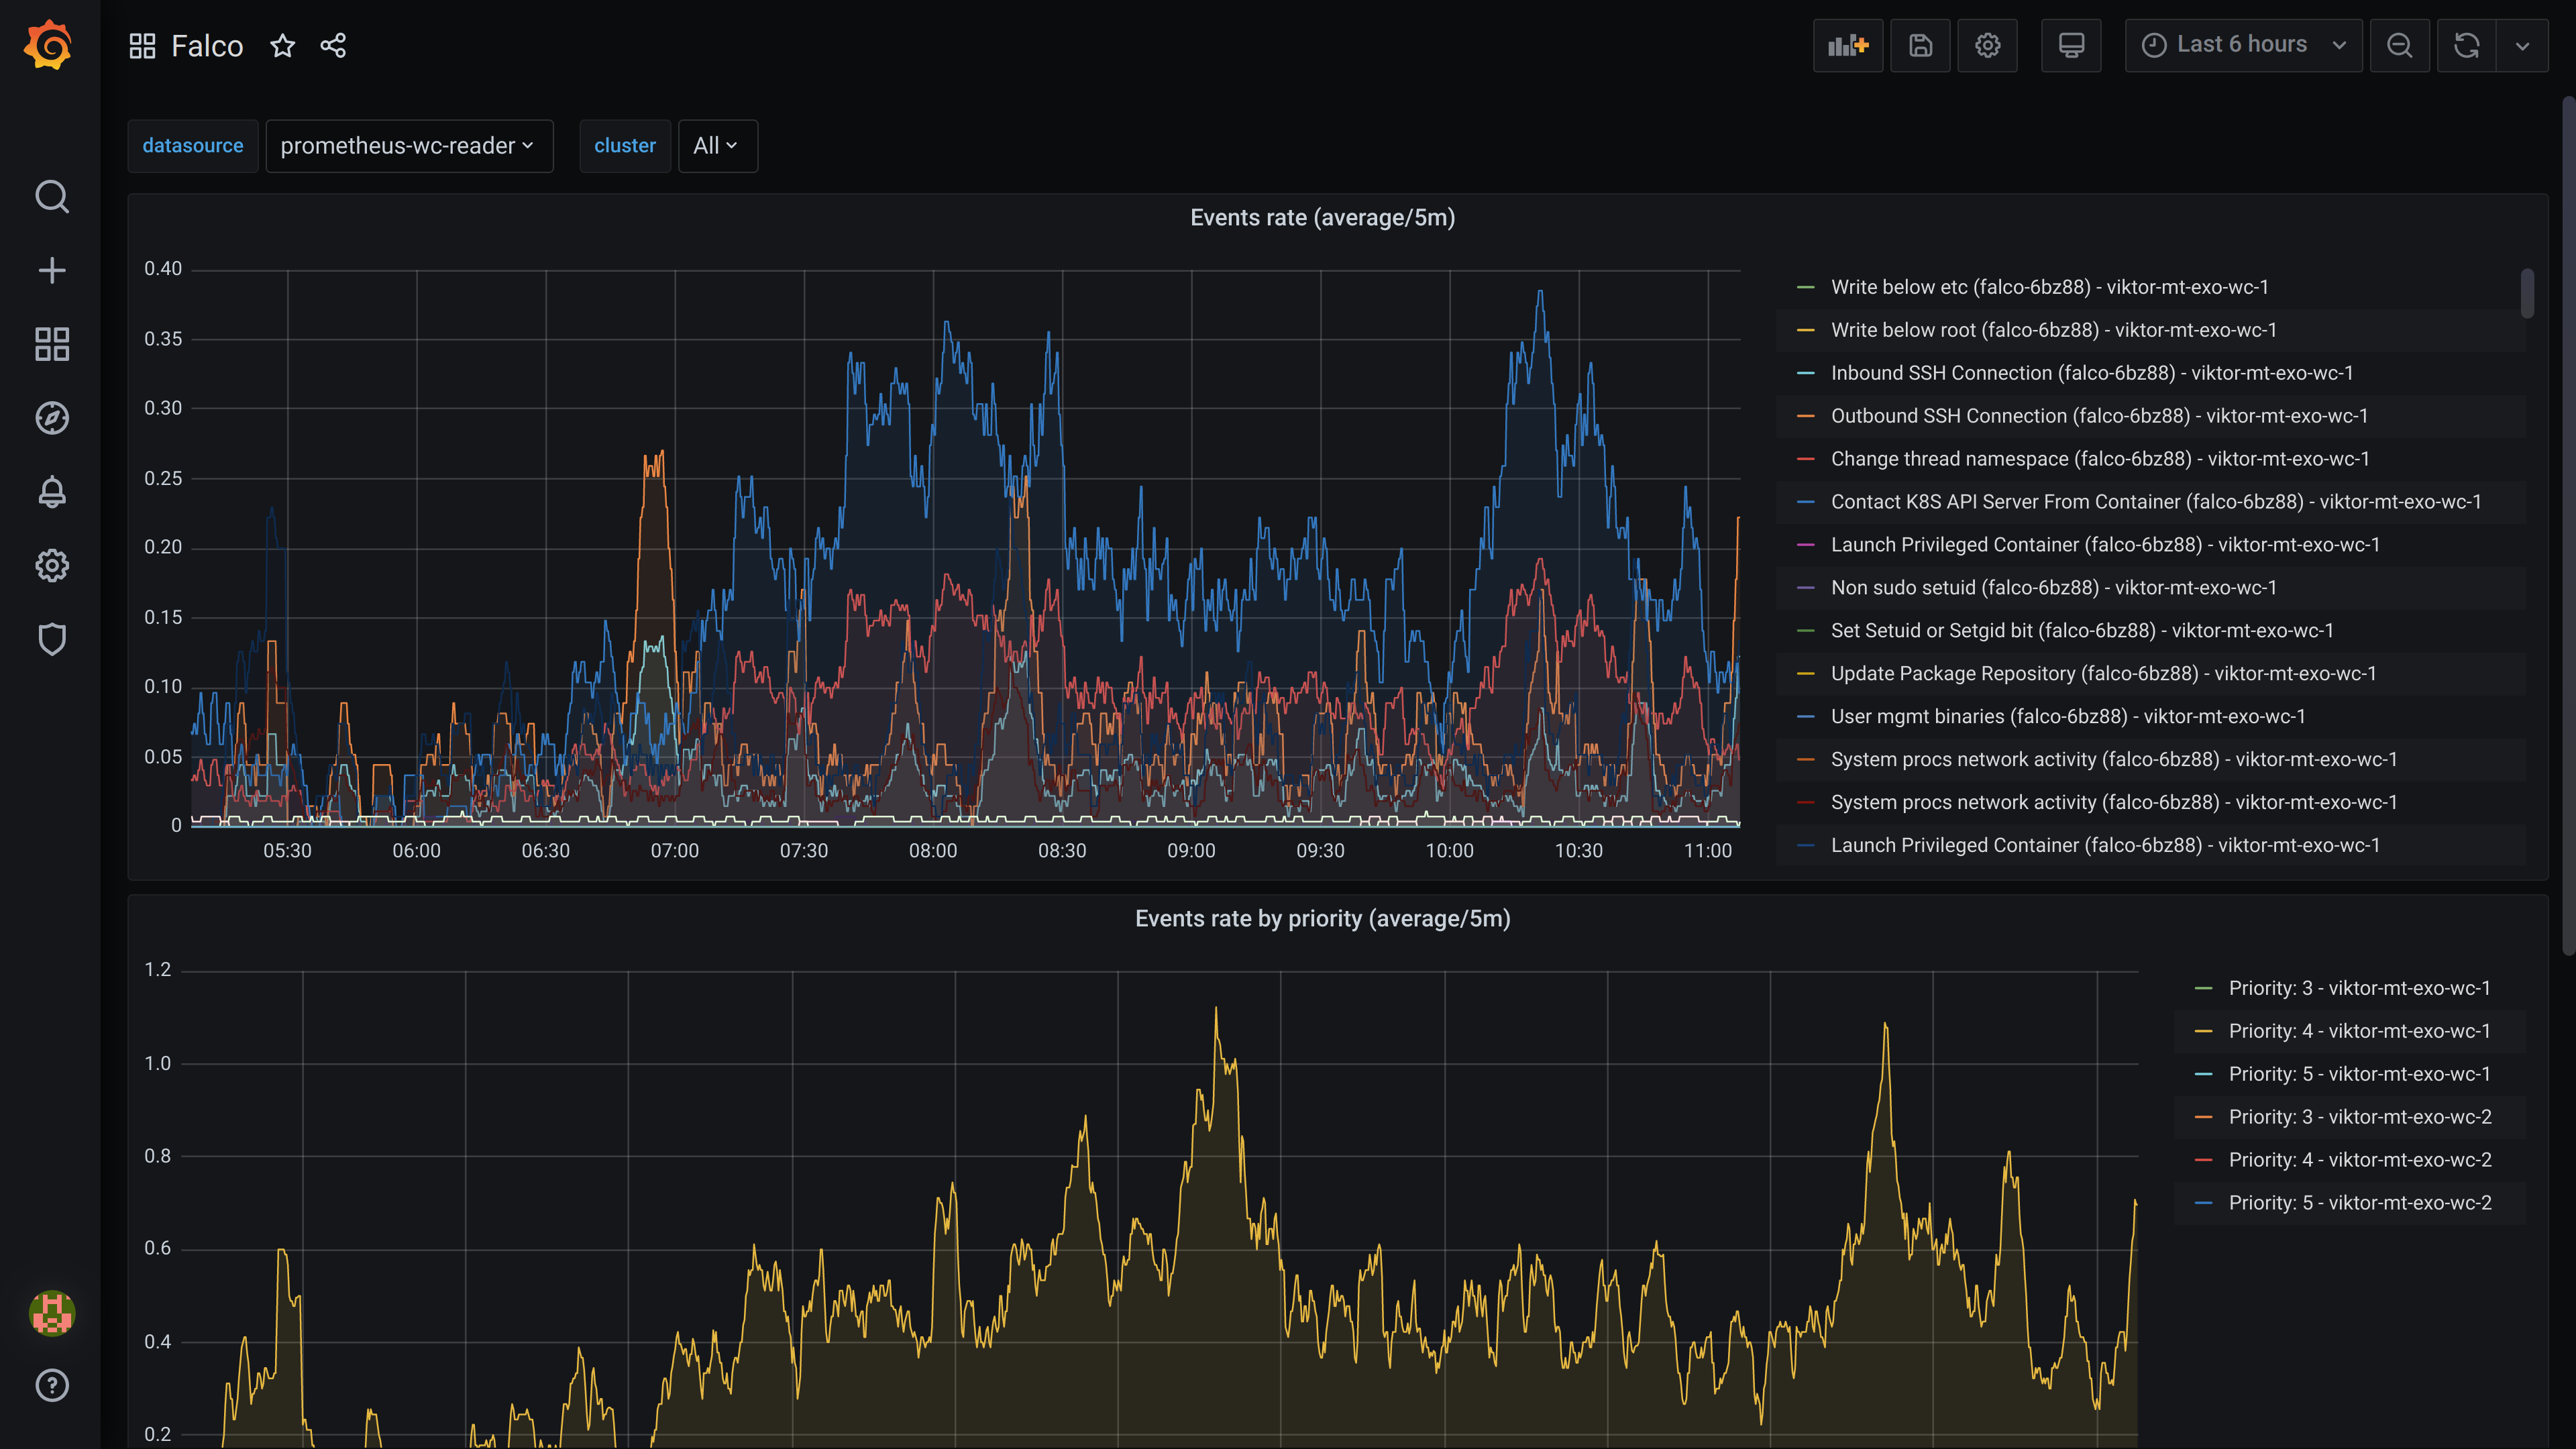 Falco
Last 6 hours
datasource
prometheus-wc-reader
cluster
All
Events rate (average/5m)
0.40
0.35
0.30
0.25
0.20
0.15
0.10
0.05
0
05:30 06:00 06:30 07:00 07:30 08:00 08:30 09:00 09:30 10:00 10:30 11:00
Write below etc (falco-6bz88) - viktor-mt-exo-wc-1
Write below root (falco-6bz88) - viktor-mt-exo-wc-1
Inbound SSH Connection (falco-6bz88) - viktor-mt-exo-wc-1
Outbound SSH Connection (falco-6bz88) - viktor-mt-exo-wc-1
Change thread namespace (falco-6bz88) - viktor-mt-exo-wc-1
Contact K8S API Server From Container (falco-6bz88) - viktor-mt-exo-wc-1
Launch Privileged Container (falco-6bz88) - viktor-mt-exo-wc-1
Non sudo setuid (falco-6bz88) - viktor-mt-exo-wc-1
Set Setuid or Setgid bit (falco-6bz88) - viktor-mt-exo-wc-1
Update Package Repository (falco-6bz88) - viktor-mt-exo-wc-1
User mgmt binaries (falco-6bz88) - viktor-mt-exo-wc-1
System procs network activity (falco-6bz88) - viktor-mt-exo-wc-1
System procs network activity (falco-6bz88) - viktor-mt-exo-wc-1
Launch Privileged Container (falco-6bz88) - viktor-mt-exo-wc-1
Events rate by priority (average/5m)
1.2
1.0
0.8
0.6
0.4
0.2
Priority: 3 - viktor-mt-exo-wc-1
Priority: 4 - viktor-mt-exo-wc-1
Priority: 5 - viktor-mt-exo-wc-1
Priority: 3 - viktor-mt-exo-wc-2
Priority: 4 - viktor-mt-exo-wc-2
Priority: 5 - viktor-mt-exo-wc-2